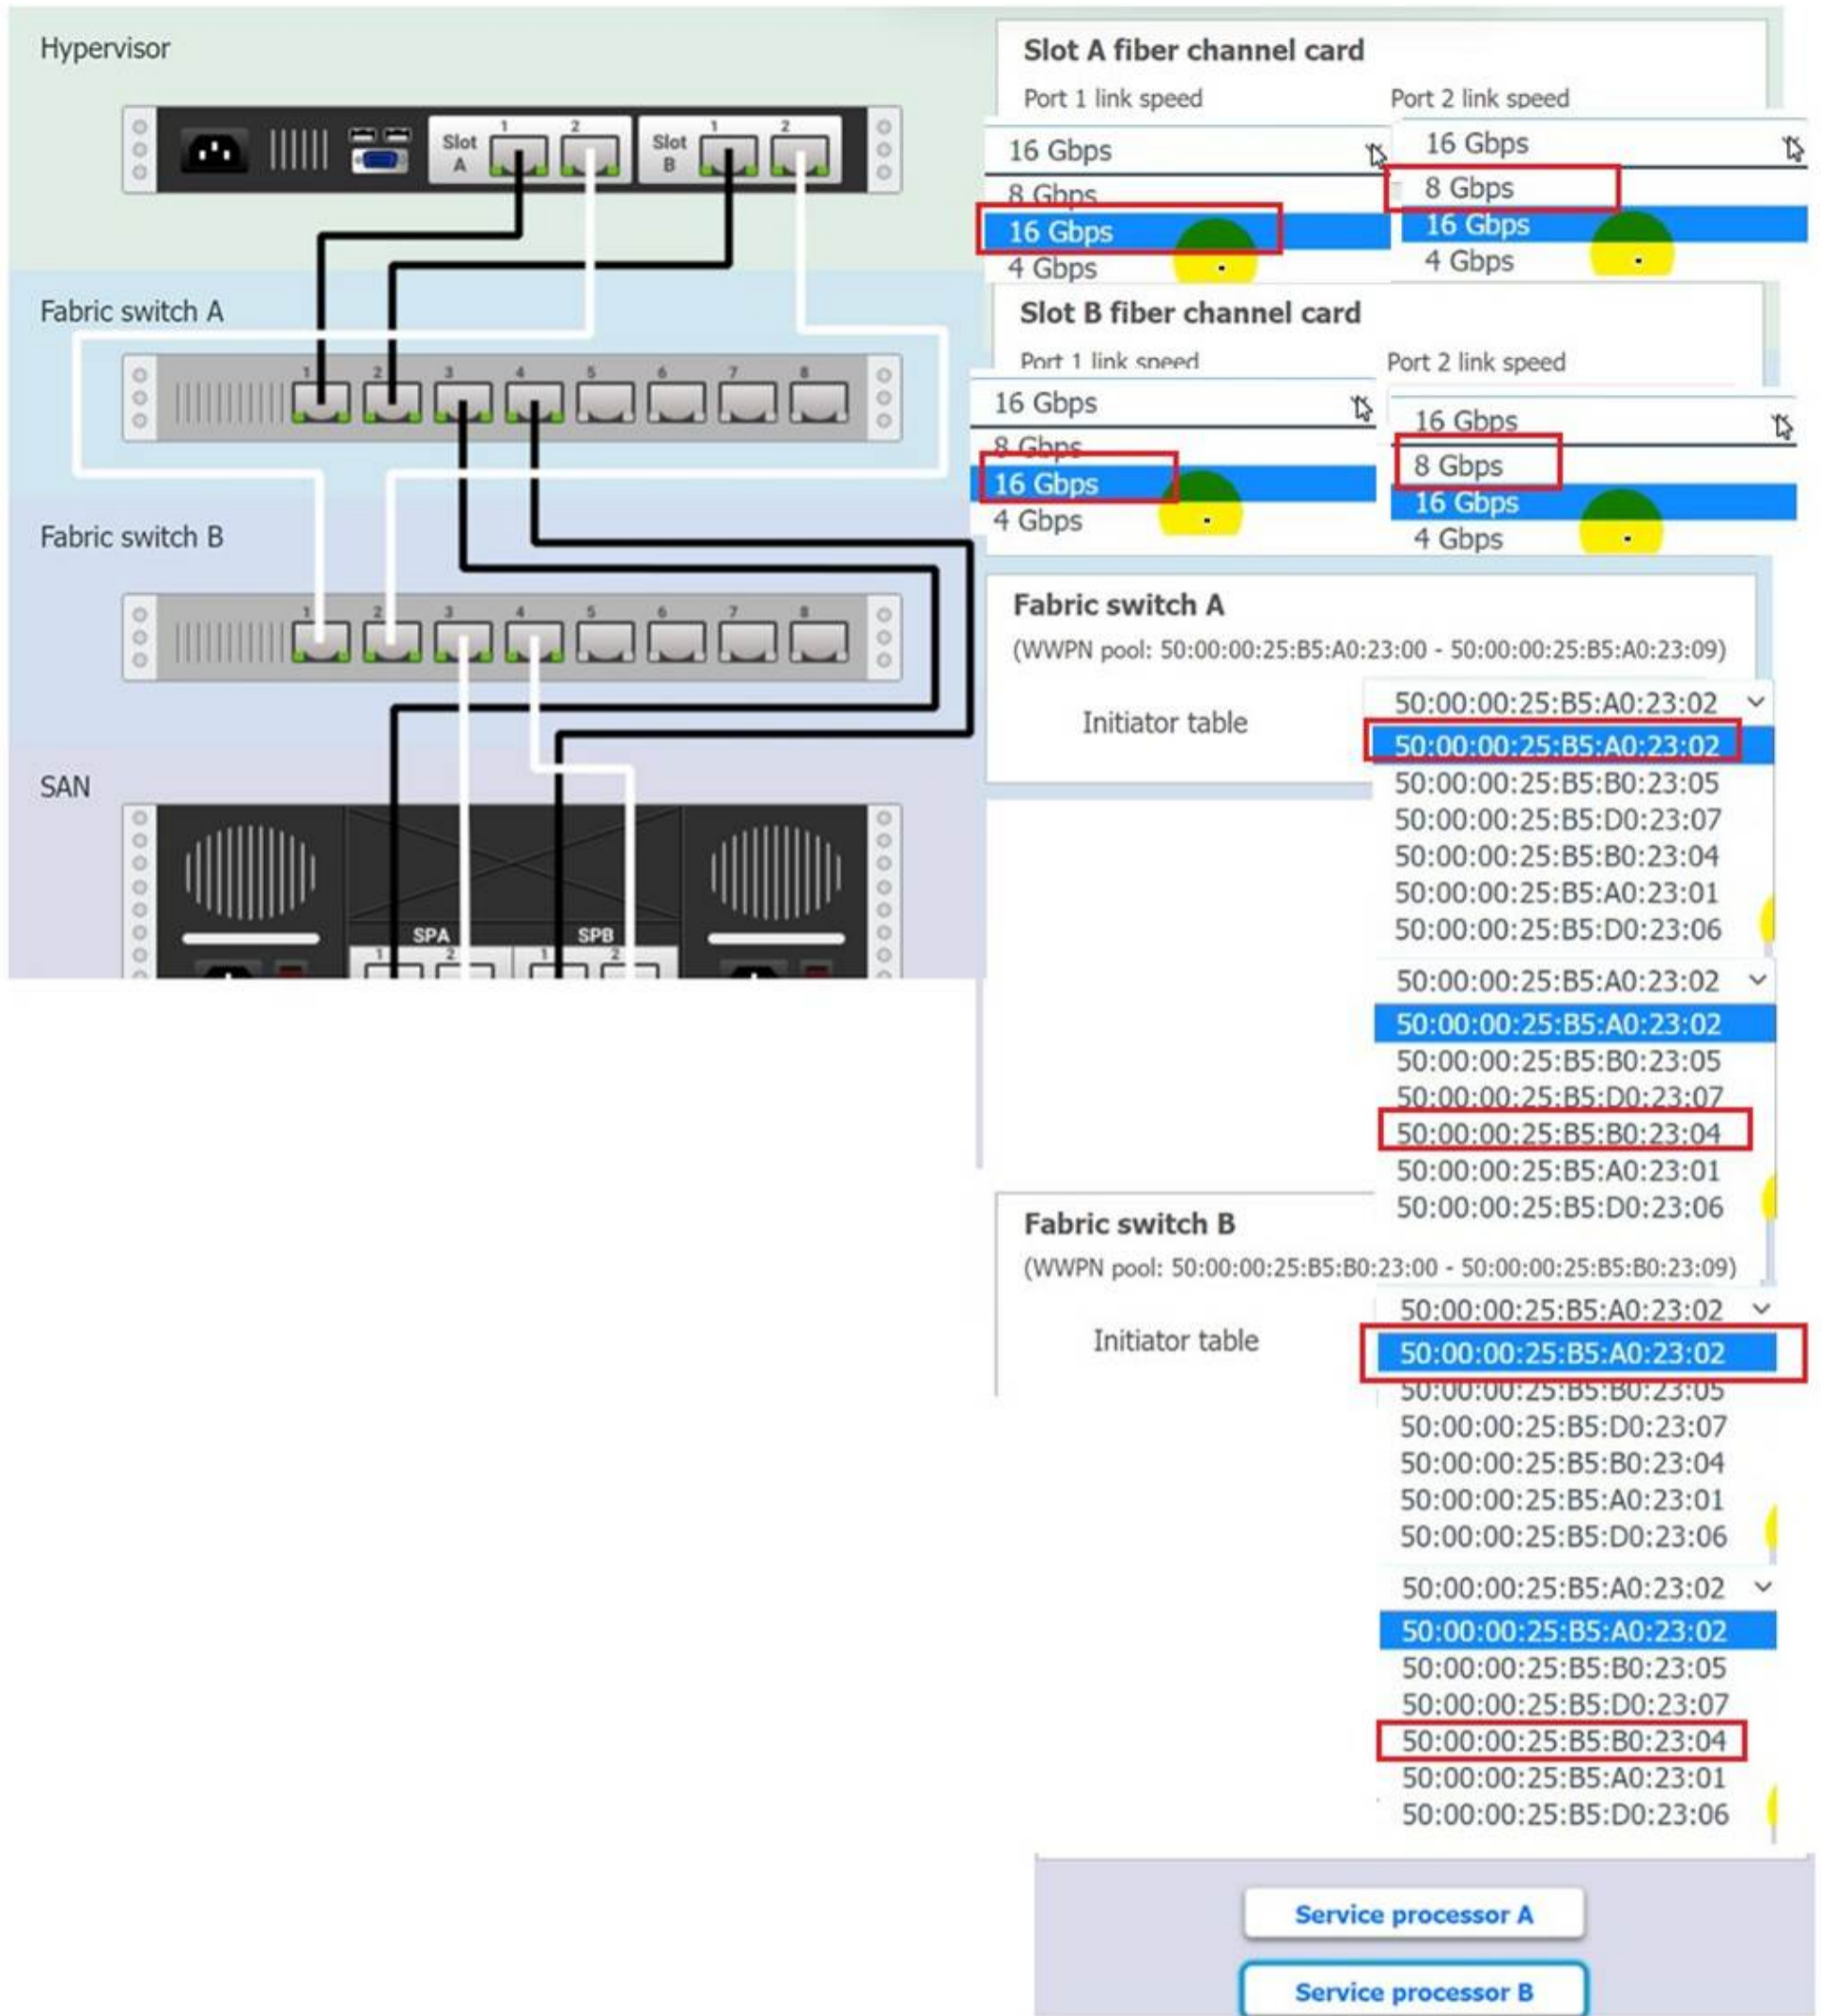 Hypervisor
Slot A
1
2
Slot B
1
2
Fabric switch A
1 2 3 4 5 6 7 8
Fabric switch B
1 2 3 4 5 6 7 8
SAN
SPA
SPB
1 2
1 2
Slot A fiber channel card
Port 1 link speed
Port 2 link speed
16 Gbps
8 Gbps
16 Gbps
4 Gbps
16 Gbps
8 Gbps
16 Gbps
4 Gbps
Slot B fiber channel card
Port 1 link speed
Port 2 link speed
16 Gbps
8 Gbps
16 Gbps
4 Gbps
16 Gbps
8 Gbps
16 Gbps
4 Gbps
Fabric switch A
(WWPN pool: 50:00:00:25:B5:A0:23:00 - 50:00:00:25:B5:A0:23:09)
Initiator table
50:00:00:25:B5:A0:23:02
50:00:00:25:B5:A0:23:02
50:00:00:25:B5:B0:23:05
50:00:00:25:B5:D0:23:07
50:00:00:25:B5:B0:23:04
50:00:00:25:B5:A0:23:01
50:00:00:25:B5:D0:23:06
50:00:00:25:B5:A0:23:02
50:00:00:25:B5:A0:23:02
50:00:00:25:B5:B0:23:05
50:00:00:25:B5:D0:23:07
50:00:00:25:B5:B0:23:04
50:00:00:25:B5:A0:23:01
50:00:00:25:B5:D0:23:06
Fabric switch B
(WWPN pool: 50:00:00:25:B5:B0:23:00 - 50:00:00:25:B5:B0:23:09)
Initiator table
50:00:00:25:B5:A0:23:02
50:00:00:25:B5:A0:23:02
50:00:00:25:B5:B0:23:05
50:00:00:25:B5:D0:23:07
50:00:00:25:B5:B0:23:04
50:00:00:25:B5:A0:23:01
50:00:00:25:B5:D0:23:06
50:00:00:25:B5:A0:23:02
50:00:00:25:B5:A0:23:02
50:00:00:25:B5:B0:23:05
50:00:00:25:B5:D0:23:07
50:00:00:25:B5:B0:23:04
50:00:00:25:B5:A0:23:01
50:00:00:25:B5:D0:23:06
Service processor A
Service processor B